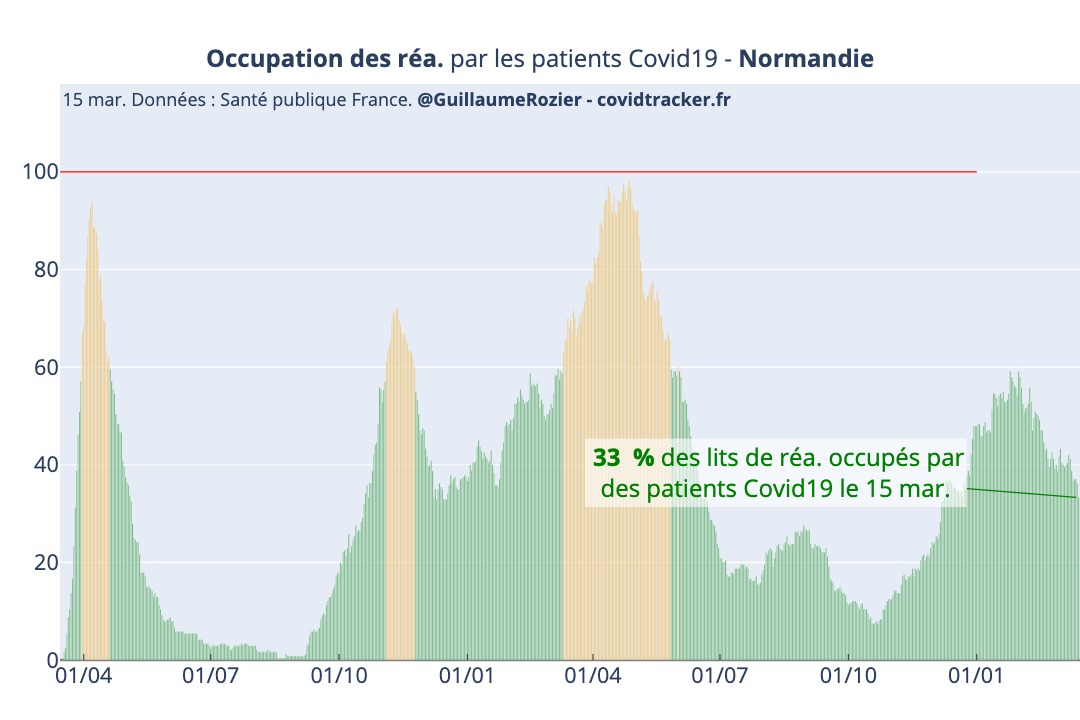 Occupation des réa. par les patients Covid19 - Normandie
15 mar. Données : Santé publique France. @GuillaumeRozier - covidtracker.fr
100
80
60
40
20
0
33 % des lits de réa. occupés par
des patients Covid19 le 15 mar.
01/04 01/07 01/10 01/01 01/04 01/07 01/10 01/01